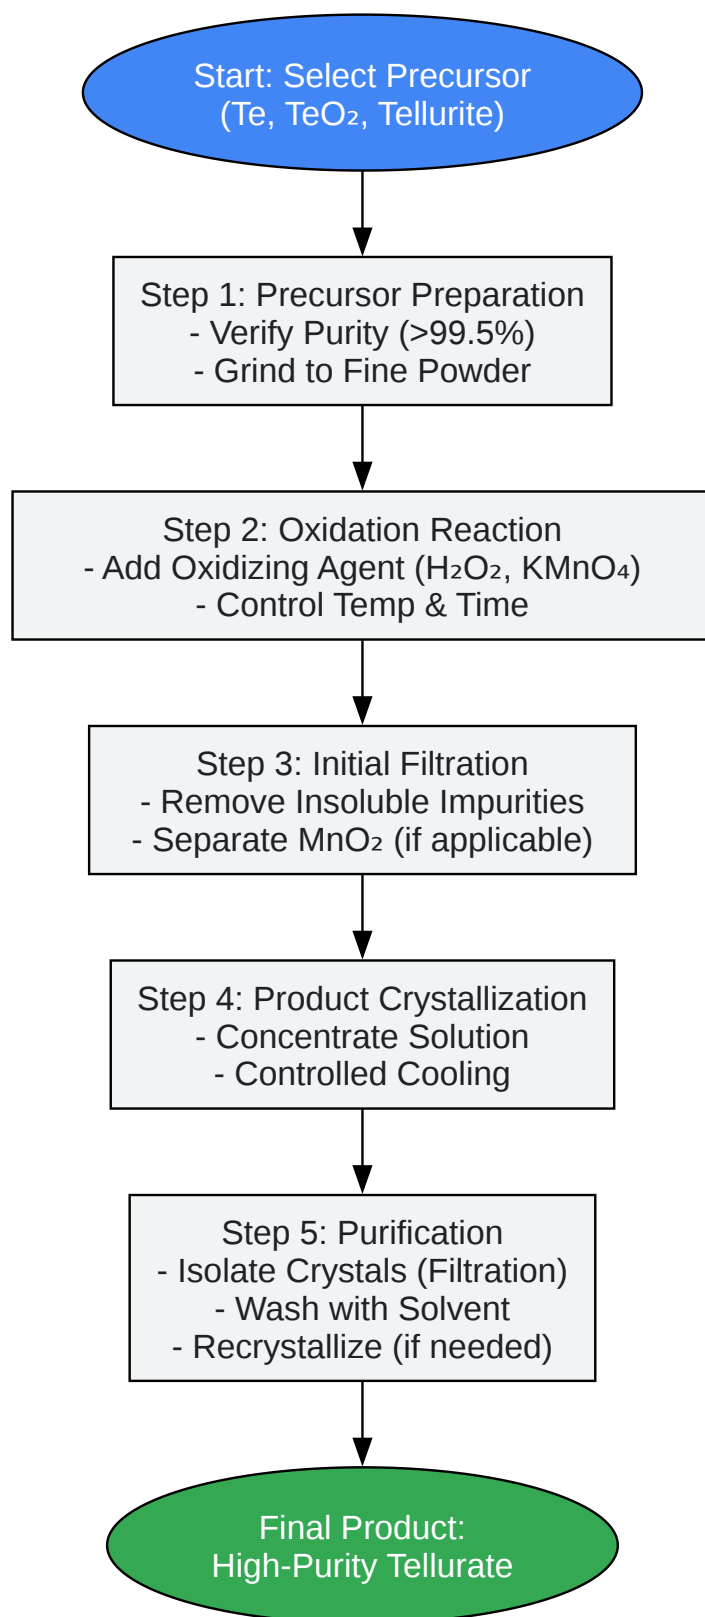 Start: Select Precursor
(Te, TeO₂, Tellurite)
Step 1: Precursor Preparation
- Verify Purity (>99.5%)
- Grind to Fine Powder
Step 2: Oxidation Reaction
- Add Oxidizing Agent (H₂O₂, KMnO₄)
- Control Temp & Time
Step 3: Initial Filtration
- Remove Insoluble Impurities
- Separate MnO₂ (if applicable)
Step 4: Product Crystallization
- Concentrate Solution
- Controlled Cooling
Step 5: Purification
- Isolate Crystals (Filtration)
- Wash with Solvent
- Recrystallize (if needed)
Final Product:
High-Purity Tellurate